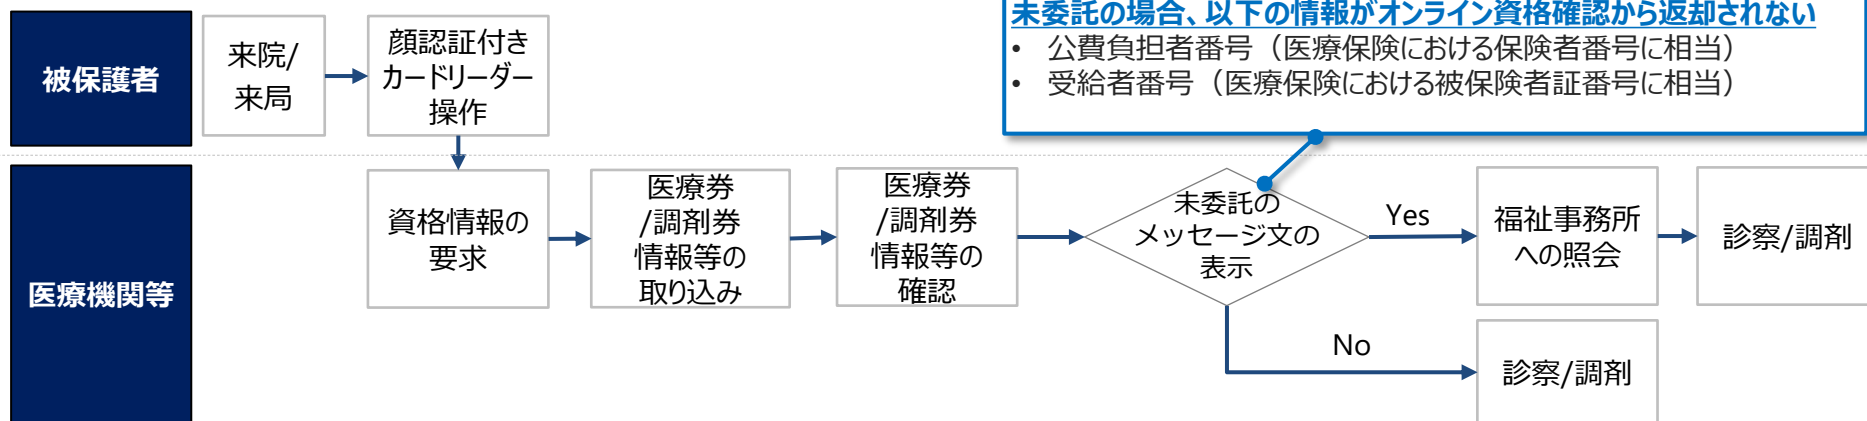 未委託の場合、以下の情報がオンライン資格確認から返却されない
• 公費負担者番号（医療保険における保険者番号に相当）
• 受給者番号（医療保険における被保険者証番号に相当）
被保護者
来院/
来局
顔認証付き
カードリーダー
操作
医療機関等
資格情報の
要求
医療券
/調剤券
情報等の
取り込み
医療券
/調剤券
情報等の
確認
未委託の
メッセージ文の
表示
Yes
福祉事務所
への照会
診察/調剤
No
診察/調剤